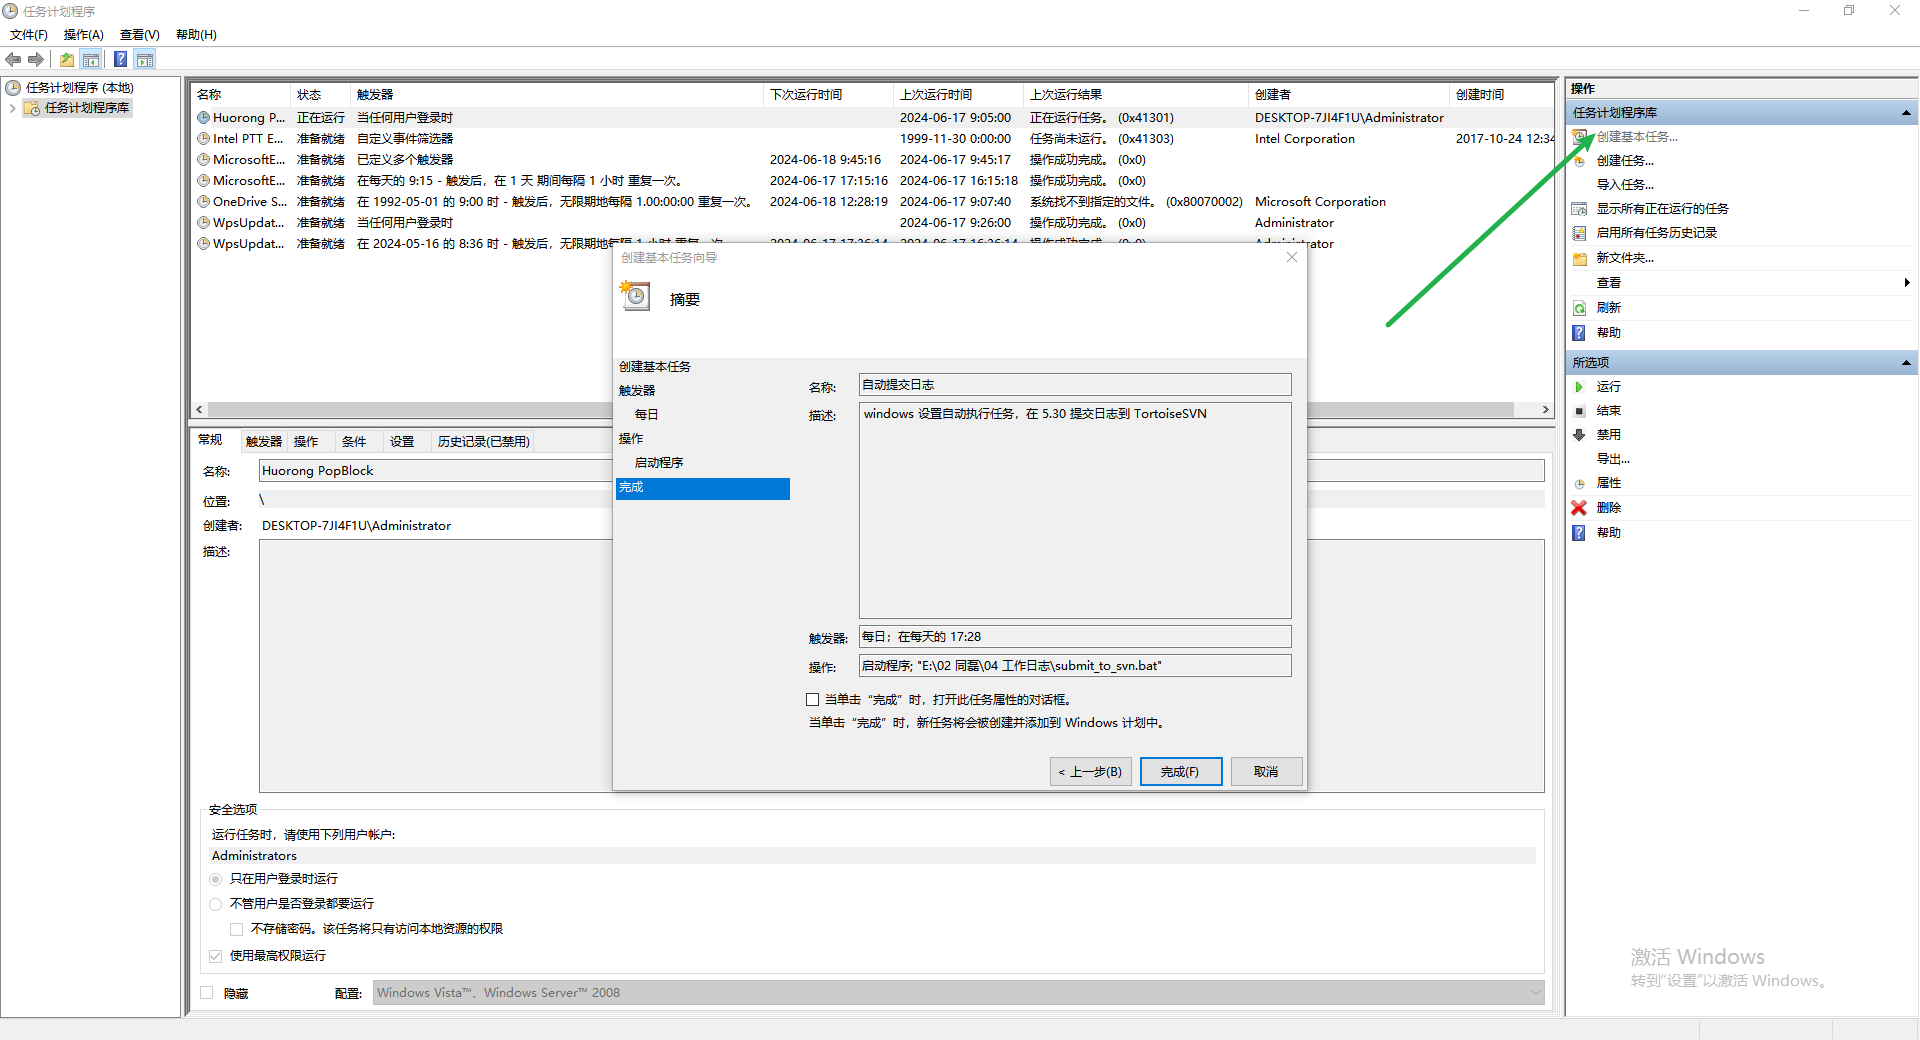 任务计划程序
文件(F) 操作(A) 查看(V) 帮助(H)
任务计划程序 (本地)
任务计划程序库
名称 状态 触发器 下次运行时间 上次运行时间 上次运行结果 创建者 创建时间
Huorong P... 正在运行 当任何用户登录时 2024-06-17 9:05:00 正在运行任务。 (0x41301) DESKTOP-7JI4F1U\Administrator
Intel PTT E... 准备就绪 自定义事件筛选器 1999-11-30 0:00:00 任务尚未运行。 (0x41303) Intel Corporation 2017-10-24 12:34
MicrosoftE... 准备就绪 已定义多个触发器 2024-06-18 9:45:16 2024-06-17 9:45:17 操作成功完成。 (0x0)
MicrosoftE... 准备就绪 在每天的 9:15 - 触发后，在 1 天 期间每隔 1 小时 重复一次。 2024-06-17 17:15:16 2024-06-17 16:15:18 操作成功完成。 (0x0)
OneDrive S... 准备就绪 在 1992-05-01 的 9:00 时 - 触发后，无限期地每隔 1.00:00:00 重复一次。 2024-06-18 12:28:19 2024-06-17 9:07:40 系统找不到指定的文件。 (0x80070002) Microsoft Corporation
WpsUpdat... 准备就绪 当任何用户登录时 2024-06-17 9:26:00 操作成功完成。 (0x0) Administrator
WpsUpdat... 准备就绪 在 2024-05-16 的 8:36 时 - 触发后，无限期地每隔 1 小时 重复一次。 2024-06-17 17:36:14 2024-06-17 16:36:14 操作成功完成。 (0x0) Administrator
常规 触发器 操作 条件 设置 历史记录(已禁用)
名称: Huorong PopBlock
位置: \
创建者: DESKTOP-7JI4F1U\Administrator
描述:
安全选项
运行任务时，请使用下列用户帐户:
Administrators
只在用户登录时运行
不管用户是否登录都要运行
不存储密码。该任务将只有访问本地资源的权限
使用最高权限运行
隐藏 配置: Windows Vista™、Windows Server™ 2008
创建基本任务向导
摘要
创建基本任务
触发器
每日
操作
启动程序
完成
名称: 自动提交日志
描述: windows 设置自动执行任务，在 5.30 提交日志到 TortoiseSVN
触发器: 每日；在每天的 17:28
操作: 启动程序; "E:\02 同磊\04 工作日志\submit_to_svn.bat"
当单击“完成”时，打开此任务属性的对话框。
当单击“完成”时，新任务将会被创建并添加到 Windows 计划中。
< 上一步(B) 完成(F) 取消
操作
任务计划程序库
创建基本任务...
创建任务...
导入任务...
显示所有正在运行的任务
启用所有任务历史记录
新文件夹...
查看
刷新
帮助
所选项
运行
结束
禁用
导出...
属性
删除
帮助
激活 Windows
转到“设置”以激活 Windows。